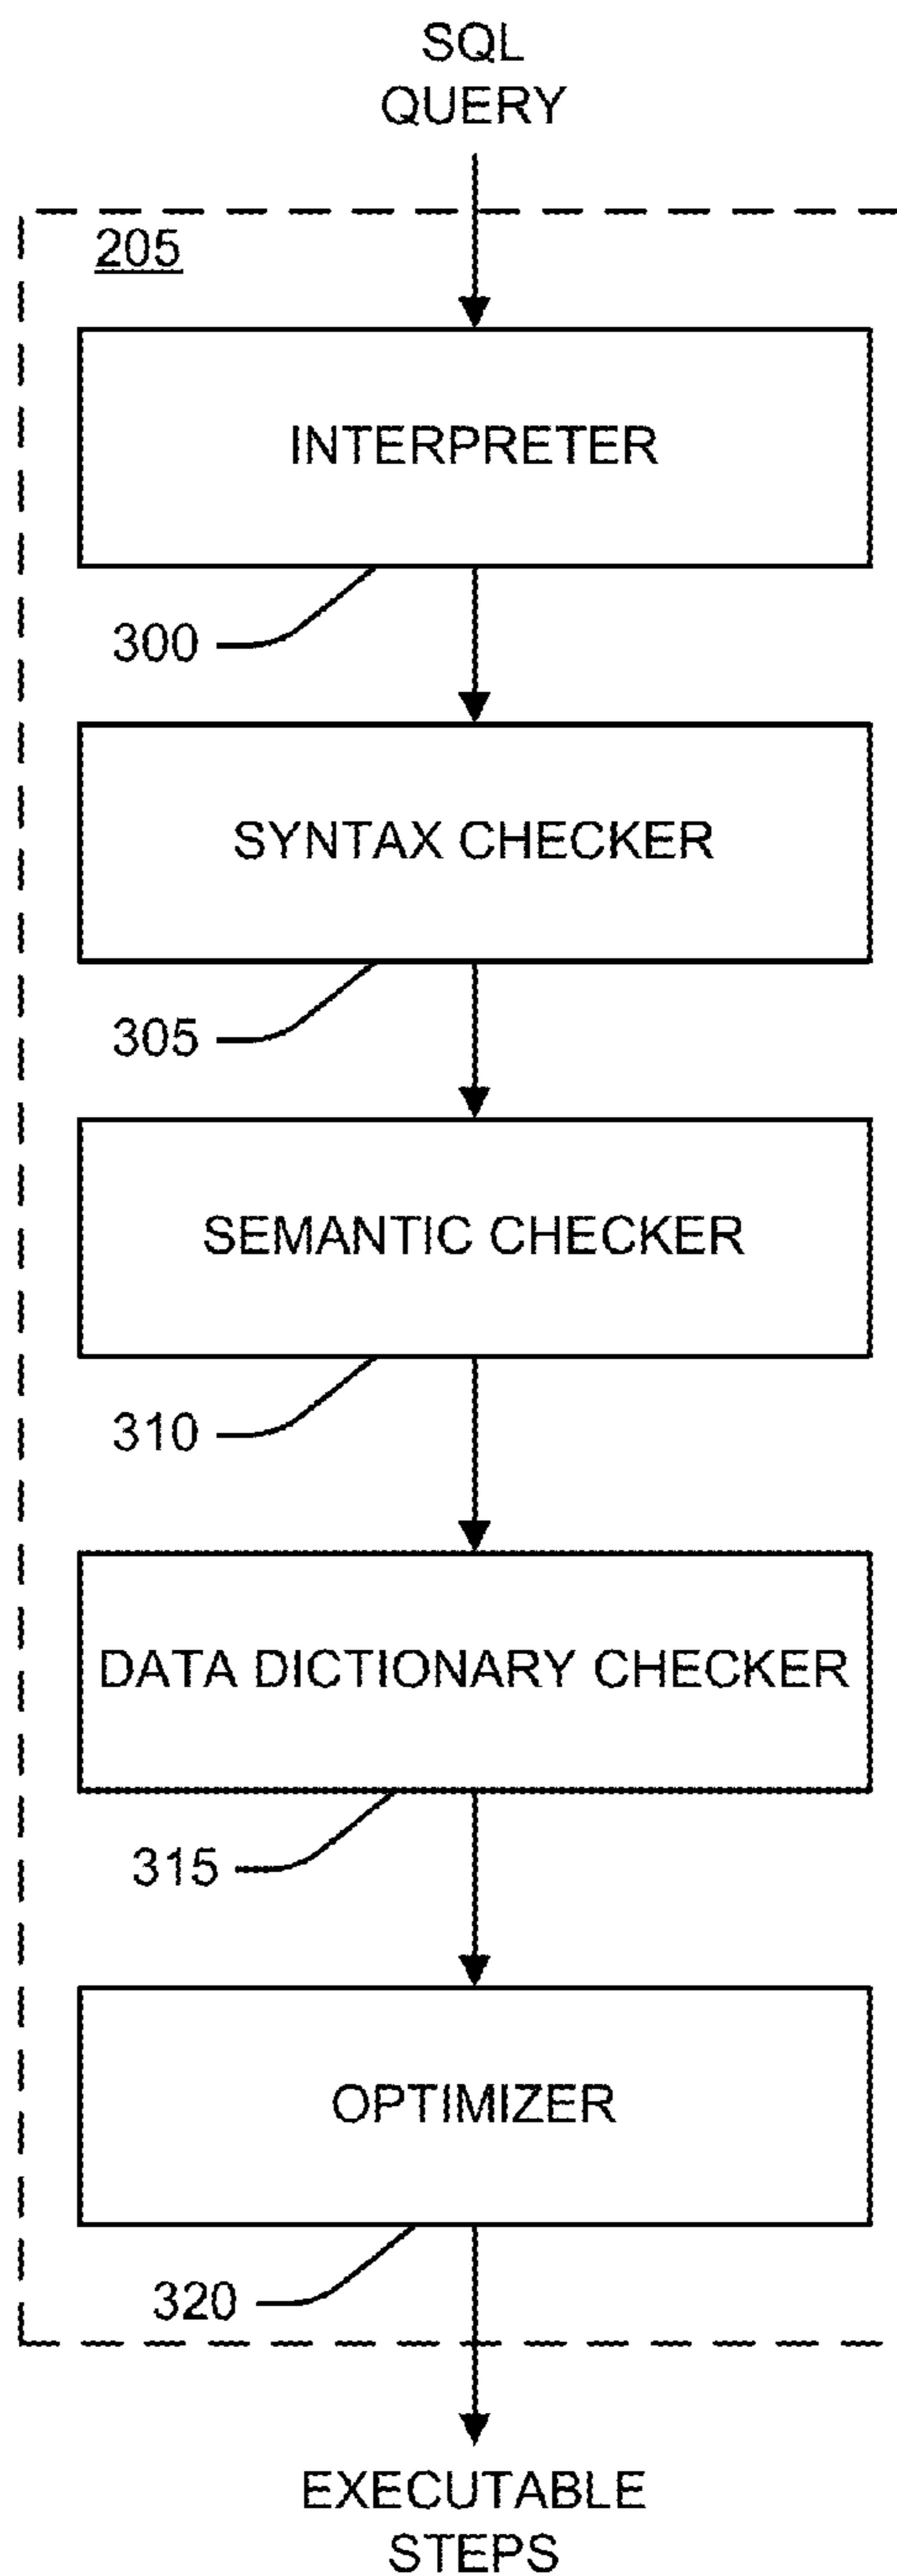 SQL
QUERY
205
INTERPRETER
300
SYNTAX CHECKER
305
SEMANTIC CHECKER
310
DATA DICTIONARY CHECKER
315
OPTIMIZER
320
EXECUTABLE
STEPS